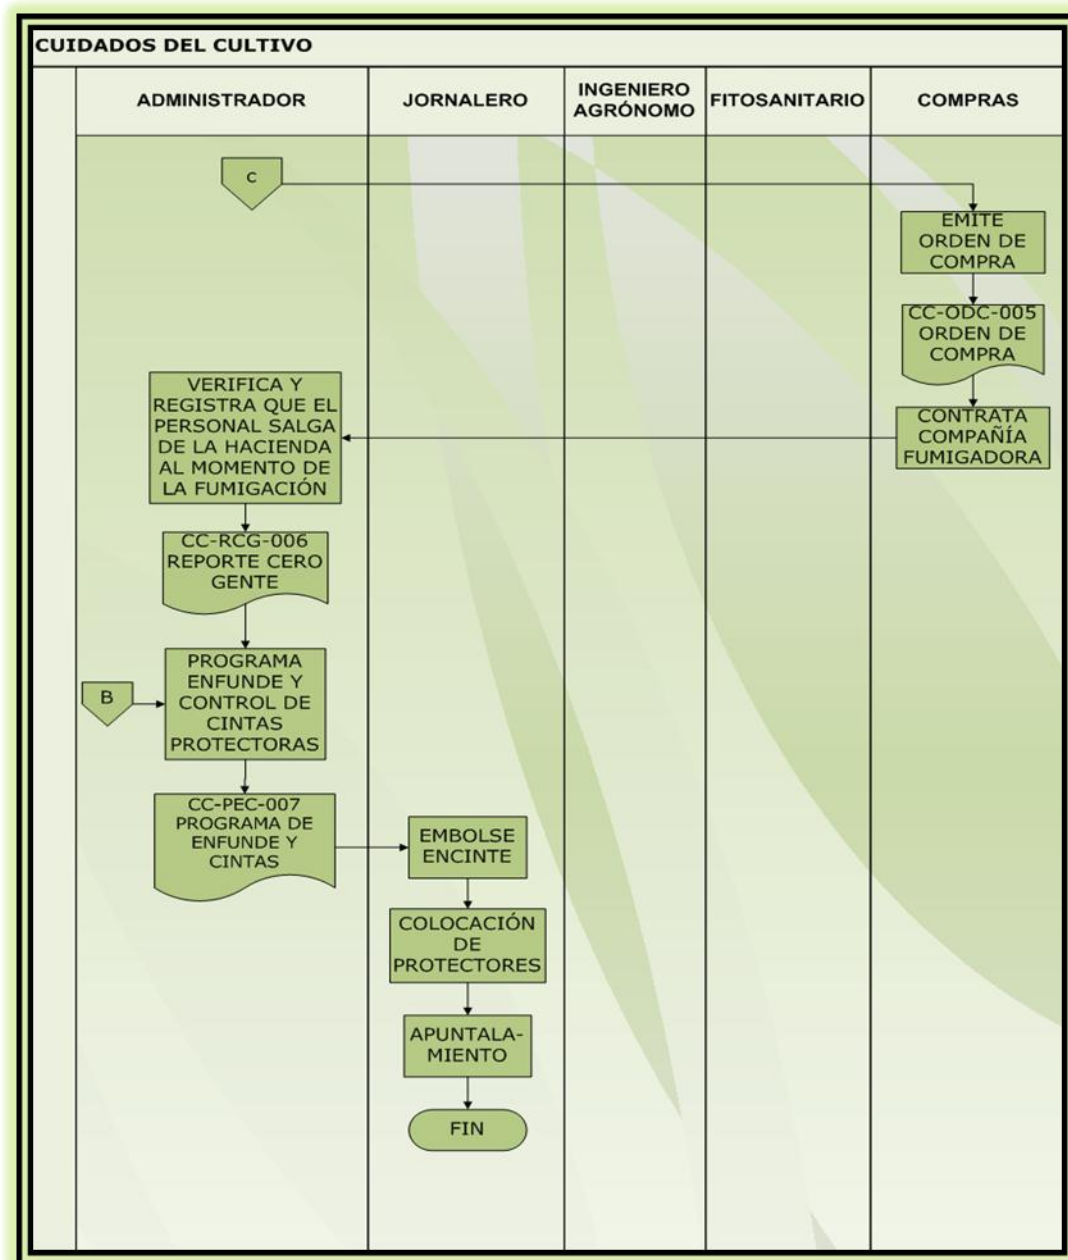 CUIDADOS DEL CULTIVO
ADMINISTRADOR
JORNALERO
INGENIERO
AGRÓNOMO
FITOSANITARIO
COMPRAS
C
EMITE
ORDEN DE
COMPRA
CC-ODC-005
ORDEN DE
COMPRA
CONTRATA
COMPAÑÍA
FUMIGADORA
VERIFICA Y
REGISTRA QUE EL
PERSONAL SALGA
DE LA HACIENDA
AL MOMENTO DE
LA FUMIGACIÓN
CC-RCG-006
REPORTE CERO
GENTE
B
PROGRAMA
ENFUNDE Y
CONTROL DE
CINTAS
PROTECTORAS
CC-PEC-007
PROGRAMA DE
ENFUNDE Y
CINTAS
EMBOLSE
ENCINTE
COLOCACIÓN
DE
PROTECTORES
APUNTALA-
MIENTO
FIN